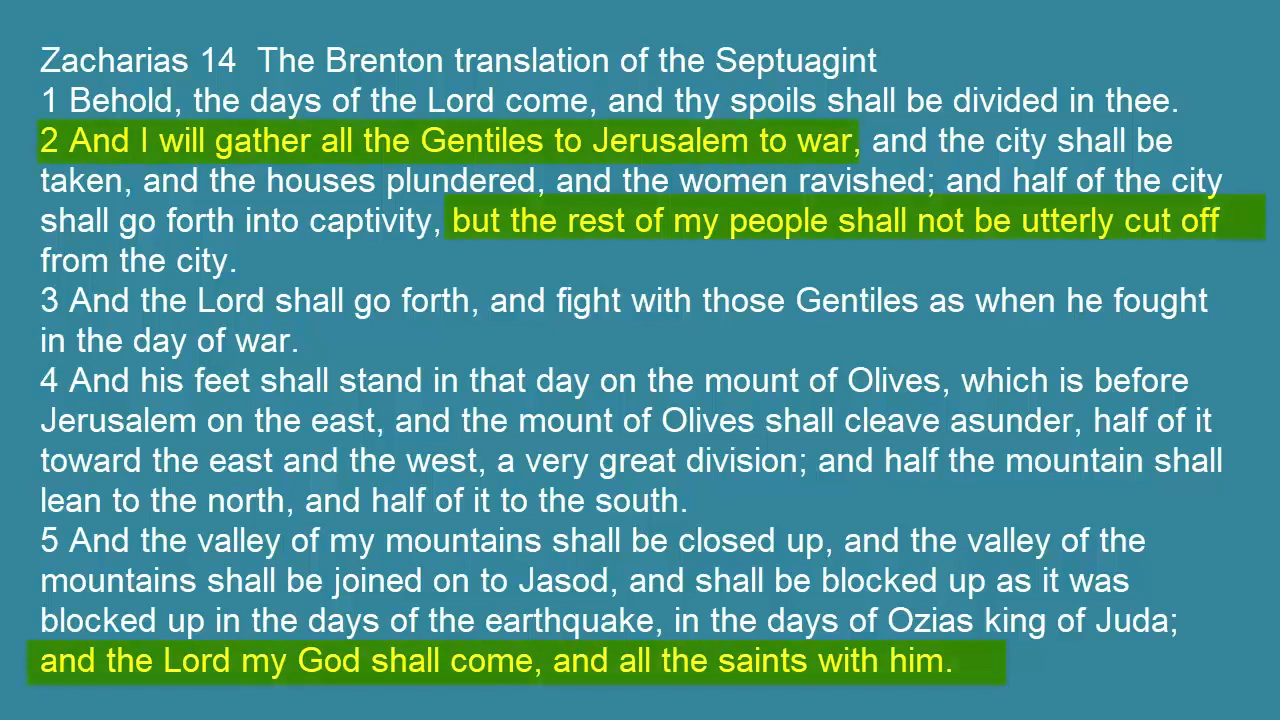 Zacharias 14  The Brenton translation of the Septuagint
1 Behold, the days of the Lord come, and thy spoils shall be divided in thee.
2 And I will gather all the Gentiles to Jerusalem to war, and the city shall be
taken, and the houses plundered, and the women ravished; and half of the city
shall go forth into captivity, but the rest of my people shall not be utterly cut off
from the city.
3 And the Lord shall go forth, and fight with those Gentiles as when he fought
in the day of war.
4 And his feet shall stand in that day on the mount of Olives, which is before
Jerusalem on the east, and the mount of Olives shall cleave asunder, half of it
toward the east and the west, a very great division; and half the mountain shall
lean to the north, and half of it to the south.
5 And the valley of my mountains shall be closed up, and the valley of the
mountains shall be joined on to Jasod, and shall be blocked up as it was
blocked up in the days of the earthquake, in the days of Ozias king of Juda;
and the Lord my God shall come, and all the saints with him.